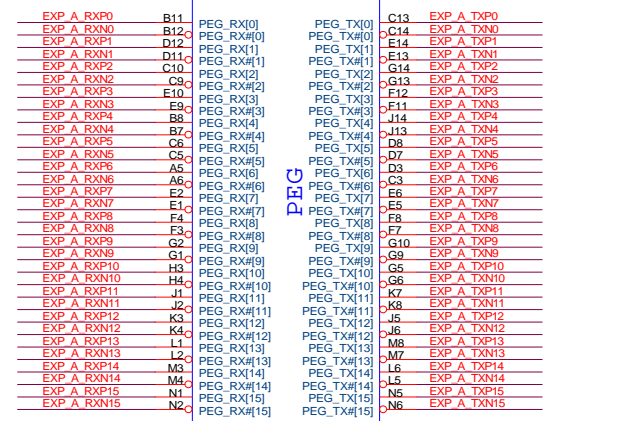 EXP_A_RXP0 B11 PEG_RX[0] PEG_TX[0] C13 EXP_A_TXP0
EXP_A_RXN0 B12 PEG_RX#[0] PEG_TX#[0] C14 EXP_A_TXN0
EXP_A_RXP1 D12 PEG_RX[1] PEG_TX[1] E14 EXP_A_TXP1
EXP_A_RXN1 D11 PEG_RX#[1] PEG_TX#[1] E13 EXP_A_TXN1
EXP_A_RXP2 C10 PEG_RX[2] PEG_TX[2] G14 EXP_A_TXP2
EXP_A_RXN2 C9 PEG_RX#[2] PEG_TX#[2] G13 EXP_A_TXN2
EXP_A_RXP3 E10 PEG_RX[3] PEG_TX[3] F12 EXP_A_TXP3
EXP_A_RXN3 E9 PEG_RX#[3] PEG_TX#[3] F11 EXP_A_TXN3
EXP_A_RXP4 B8 PEG_RX[4] PEG_TX[4] J14 EXP_A_TXP4
EXP_A_RXN4 B7 PEG_RX#[4] PEG_TX#[4] J13 EXP_A_TXN4
EXP_A_RXP5 C6 PEG_RX[5] PEG_TX[5] D8 EXP_A_TXP5
EXP_A_RXN5 C5 PEG_RX#[5] PEG_TX#[5] D7 EXP_A_TXN5
EXP_A_RXP6 A5 PEG_RX[6] PEG_TX[6] D3 EXP_A_TXP6
EXP_A_RXN6 A6 PEG_RX#[6] PEG_TX#[6] C3 EXP_A_TXN6
EXP_A_RXP7 E2 PEG_RX[7] PEG PEG_TX[7] E6 EXP_A_TXP7
EXP_A_RXN7 E1 PEG_RX#[7] PEG_TX#[7] E5 EXP_A_TXN7
EXP_A_RXP8 F4 PEG_RX[8] PEG_TX[8] F8 EXP_A_TXP8
EXP_A_RXN8 F3 PEG_RX#[8] PEG_TX#[8] F7 EXP_A_TXN8
EXP_A_RXP9 G2 PEG_RX[9] PEG_TX[9] G10 EXP_A_TXP9
EXP_A_RXN9 G1 PEG_RX#[9] PEG_TX#[9] G9 EXP_A_TXN9
EXP_A_RXP10 H3 PEG_RX[10] PEG_TX[10] G5 EXP_A_TXP10
EXP_A_RXN10 H4 PEG_RX#[10] PEG_TX#[10] G6 EXP_A_TXN10
EXP_A_RXP11 J1 PEG_RX[11] PEG_TX[11] K7 EXP_A_TXP11
EXP_A_RXN11 J2 PEG_RX#[11] PEG_TX#[11] K8 EXP_A_TXN11
EXP_A_RXP12 K3 PEG_RX[12] PEG_TX[12] J5 EXP_A_TXP12
EXP_A_RXN12 K4 PEG_RX#[12] PEG_TX#[12] J6 EXP_A_TXN12
EXP_A_RXP13 L1 PEG_RX[13] PEG_TX[13] M8 EXP_A_TXP13
EXP_A_RXN13 L2 PEG_RX#[13] PEG_TX#[13] M7 EXP_A_TXN13
EXP_A_RXP14 M3 PEG_RX[14] PEG_TX[14] L6 EXP_A_TXP14
EXP_A_RXN14 M4 PEG_RX#[14] PEG_TX#[14] L5 EXP_A_TXN14
EXP_A_RXP15 N1 PEG_RX[15] PEG_TX[15] N5 EXP_A_TXP15
EXP_A_RXN15 N2 PEG_RX#[15] PEG_TX#[15] N6 EXP_A_TXN15